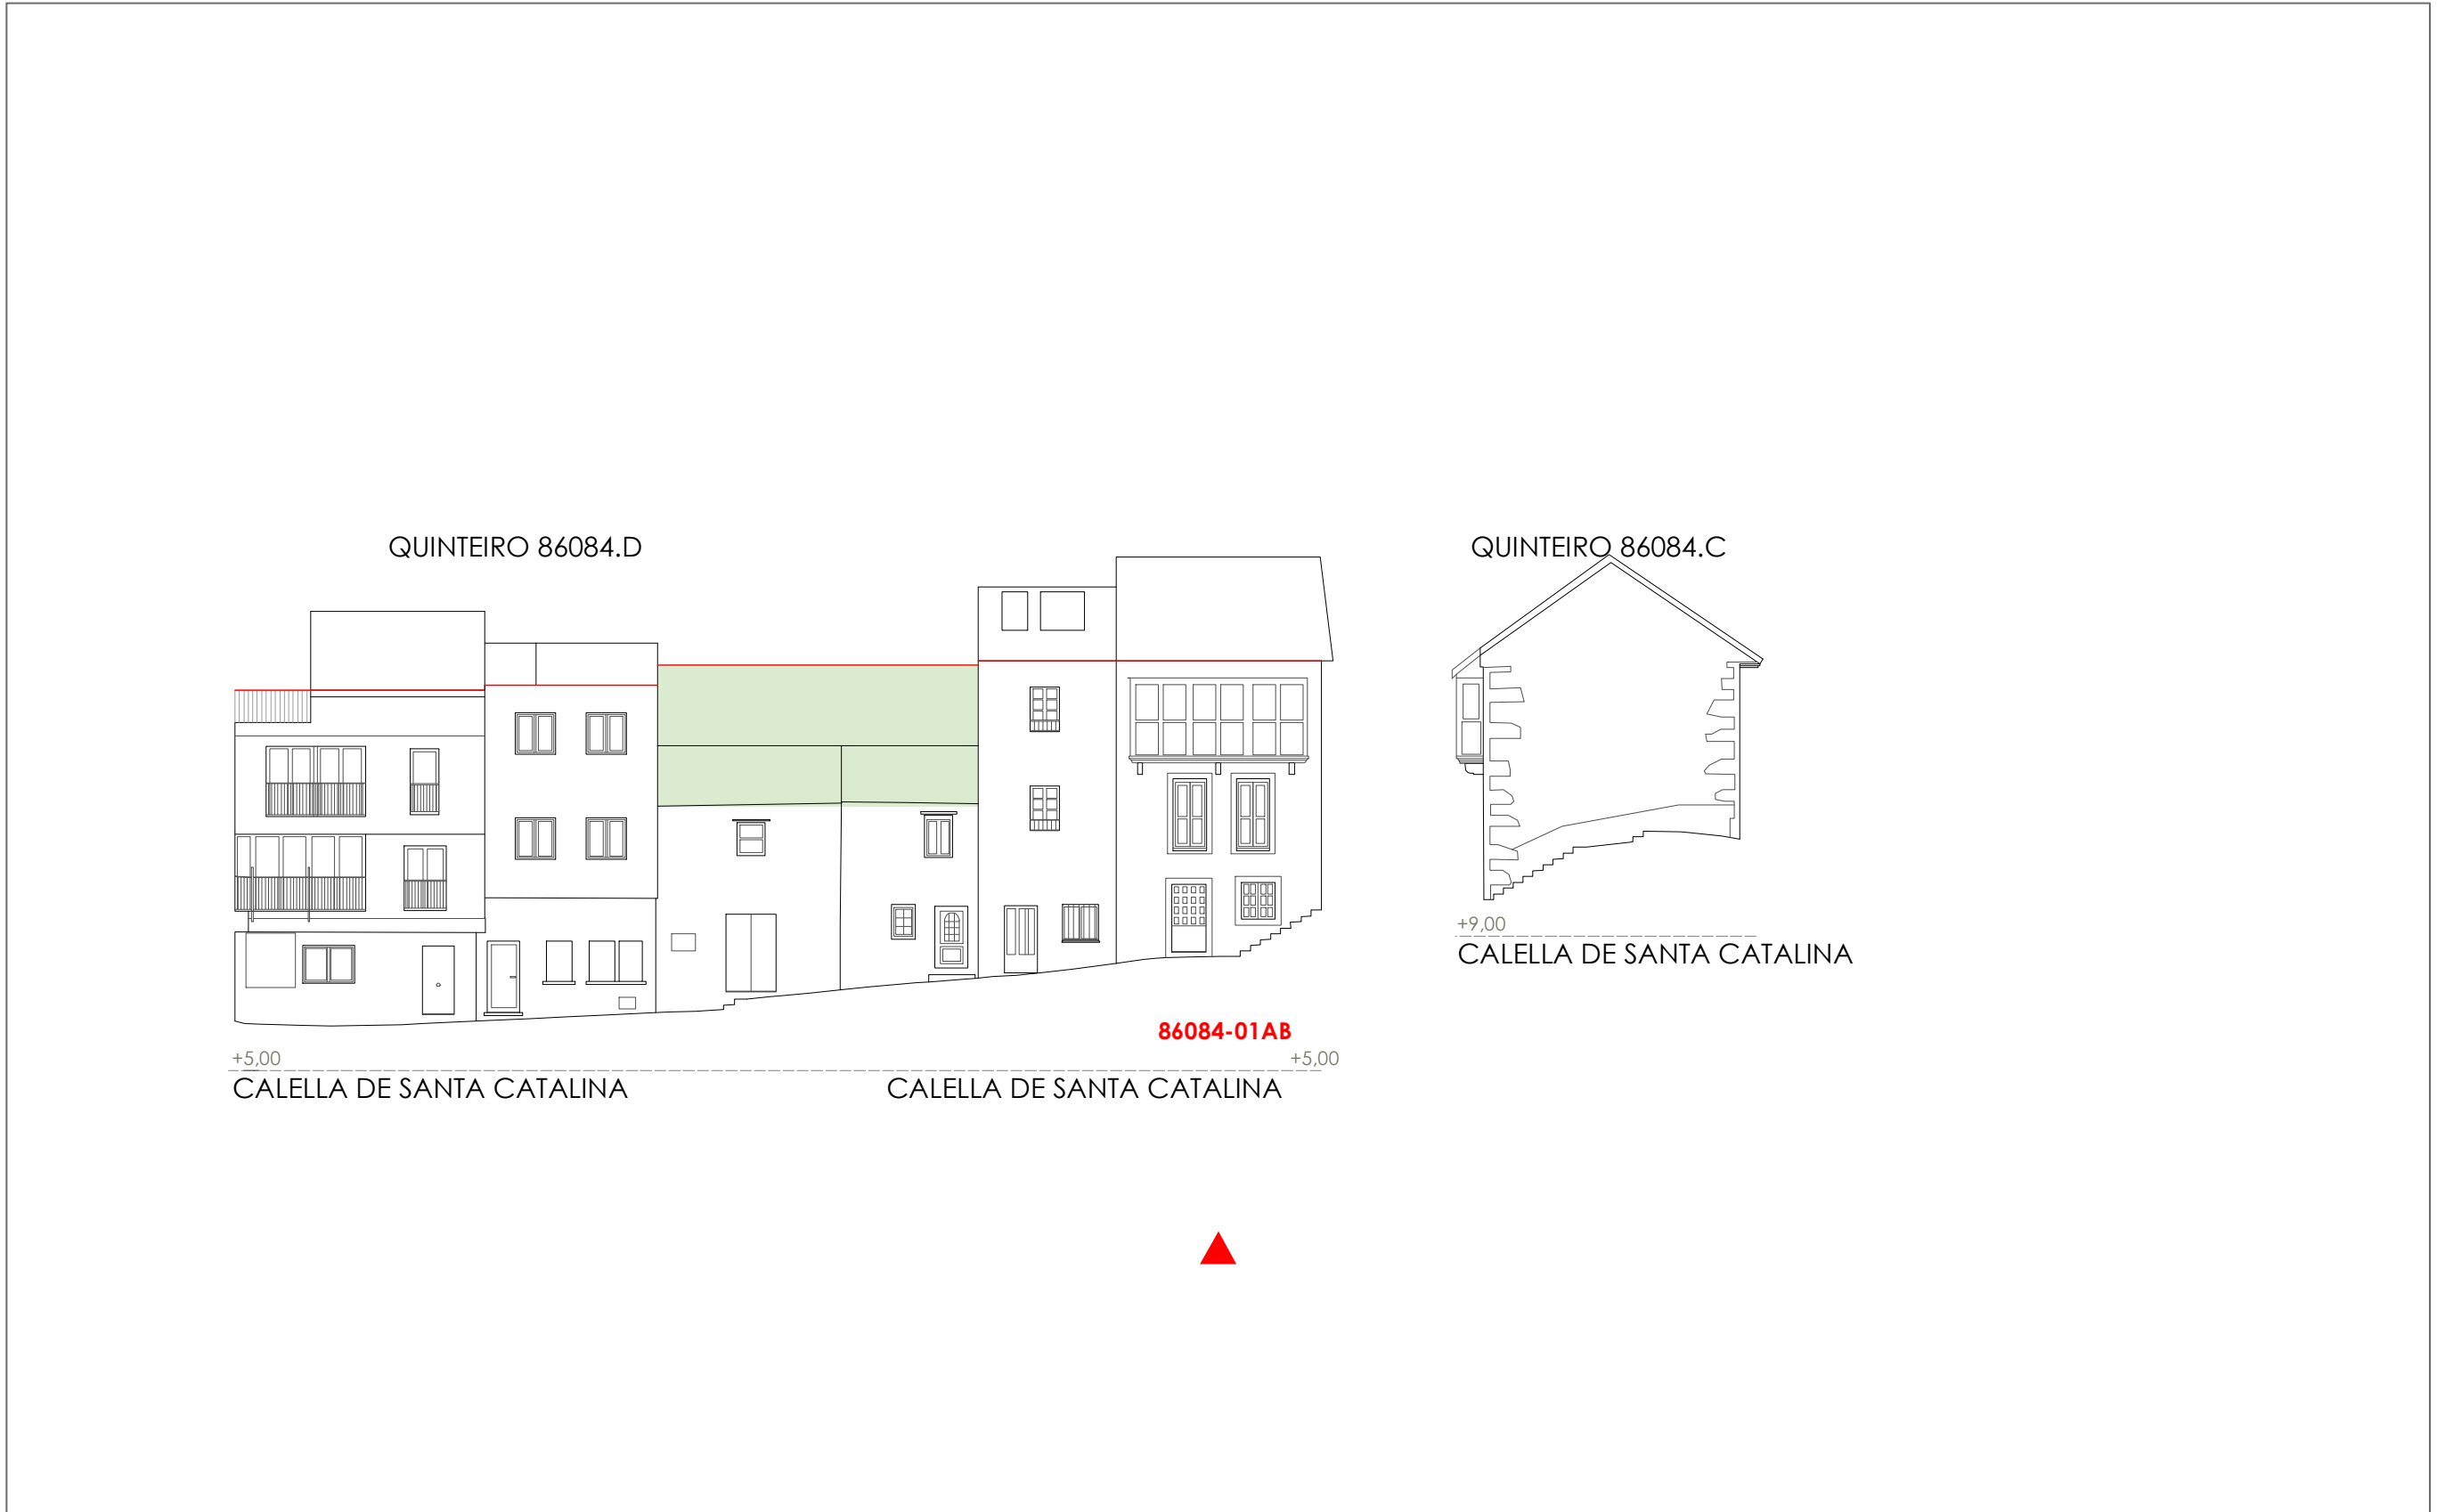 QUINTEIRO 86084.D
QUINTEIRO 86084.C
+9,00
CALELLA DE SANTA CATALINA
86084-01AB
+5,00
+5,00
CALELLA DE SANTA CATALINA
CALELLA DE SANTA CATALINA